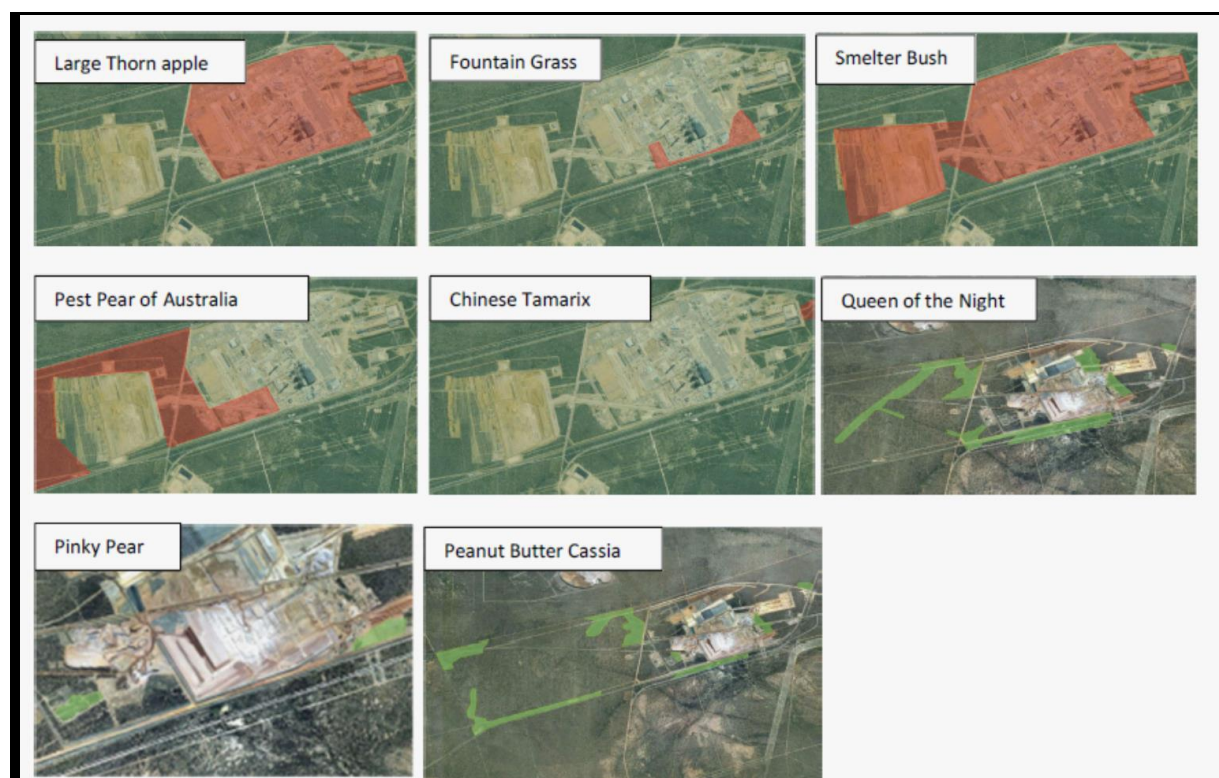 Large Thorn apple
Fountain Grass
Smelter Bush
Pest Pear of Australia
Chinese Tamarix
Queen of the Night
Pinky Pear
Peanut Butter Cassia